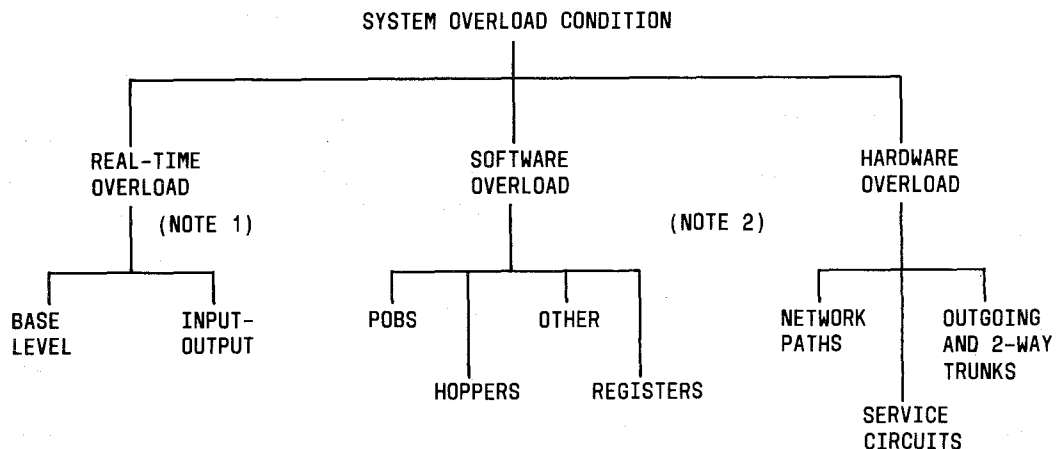 SYSTEM OVERLOAD CONDITION
REAL-TIME
OVERLOAD
SOFTWARE
OVERLOAD
HARDWARE
OVERLOAD
(NOTE 1)
(NOTE 2)
BASE
LEVEL
INPUT-
OUTPUT
POBS
HOPPERS
OTHER
REGISTERS
NETWORK
PATHS
SERVICE
CIRCUITS
OUTGOING
AND 2-WAY
TRUNKS